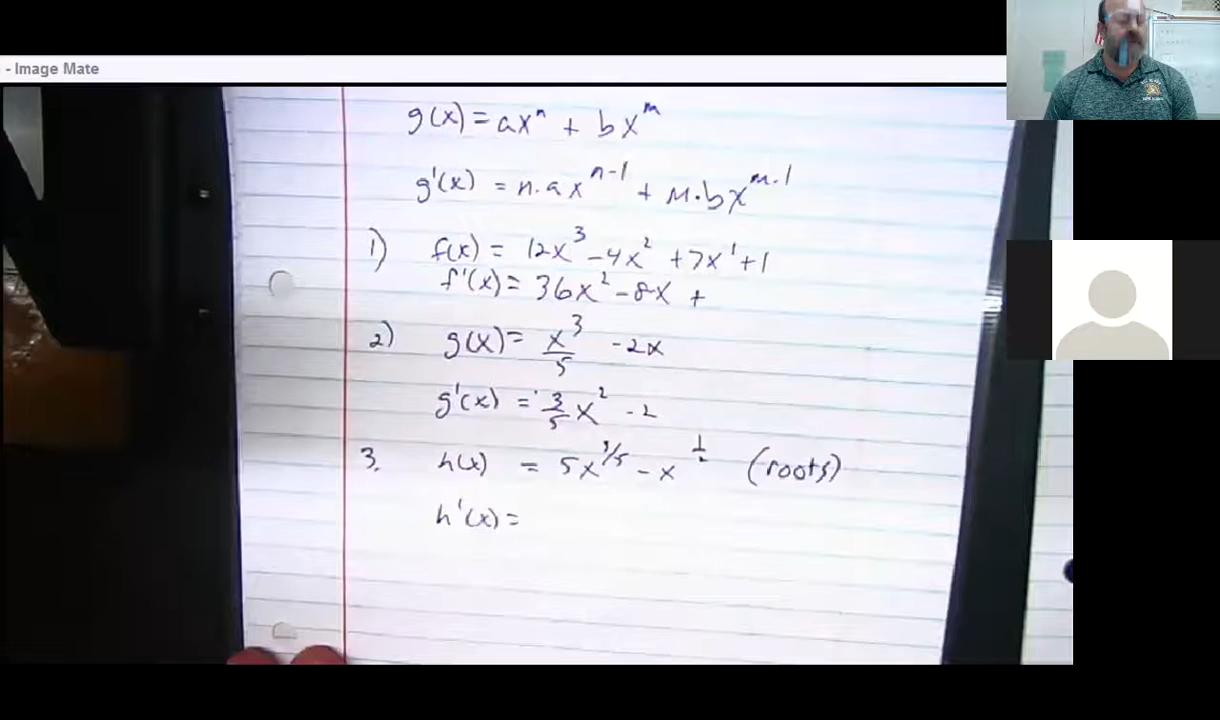 - Image Mate
g(x) = ax^n + bx^m
g'(x) = n·ax^(n-1) + m·bx^(m-1)
1) f(x) = 12x^3 - 4x^2 + 7x^1 + 1
f'(x) = 36x^2 - 8x +
2) g(x) = x^3/5 - 2x
g'(x) = 3/5 x^2 - 2
3. h(x) = 5x^(1/5) - x^(1/2) (roots)
h'(x) =